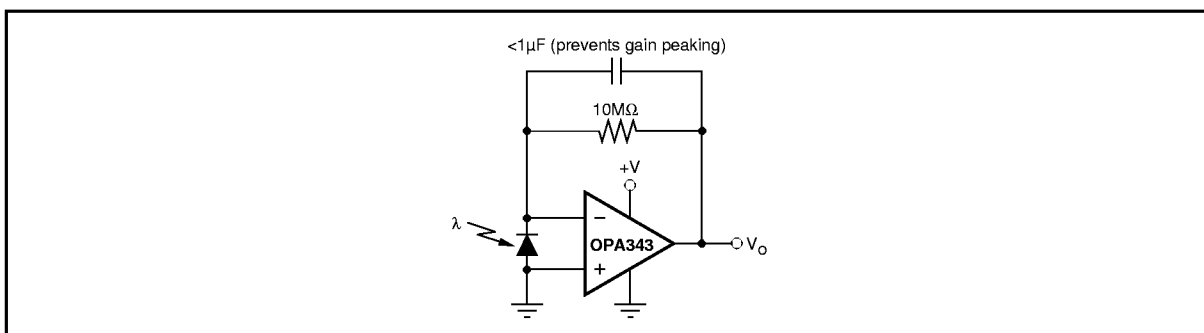 <1µF (prevents gain peaking)
10MΩ
+V
λ
−
OPA343
+
V_O